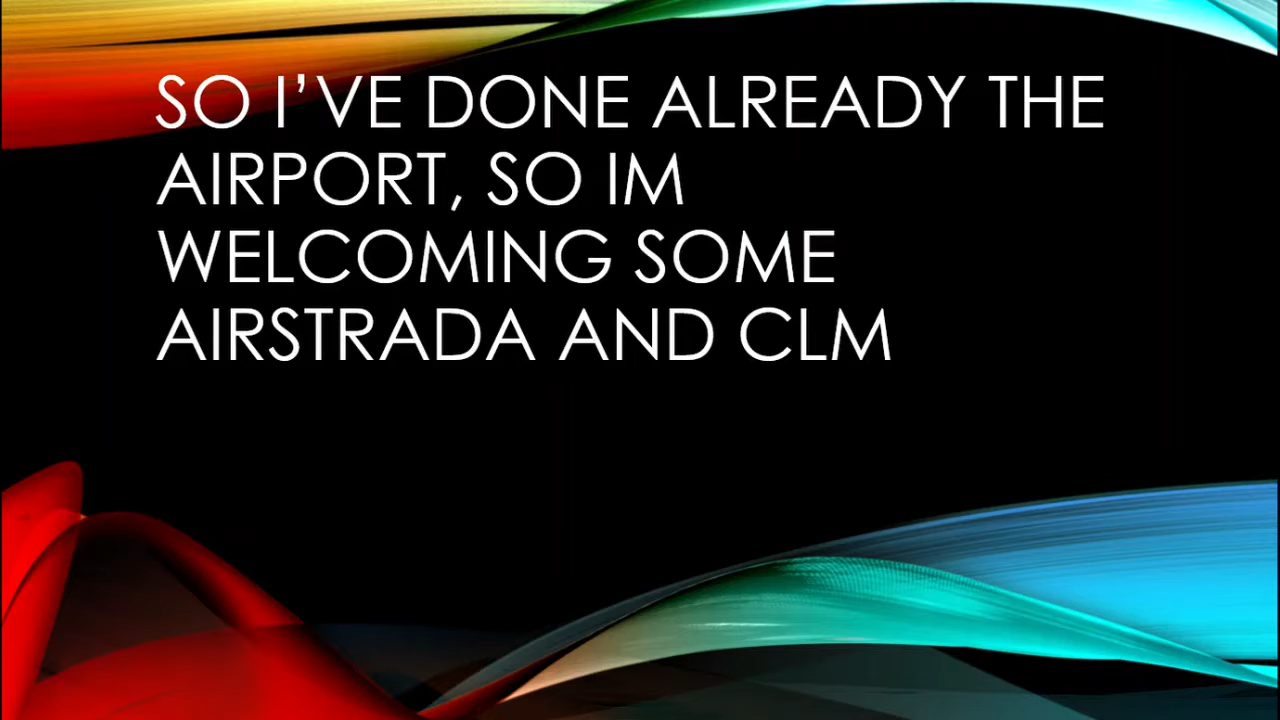 SO I’VE DONE ALREADY THE
AIRPORT, SO IM
WELCOMING SOME
AIRSTRADA AND CLM